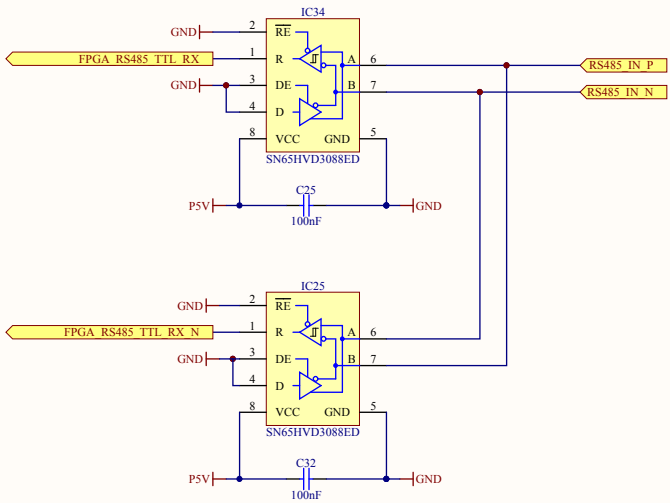 IC34
GND 2 RE
FPGA_RS485_TTL_RX 1 R A 6 RS485_IN_P
GND 3 DE B 7 RS485_IN_N
4 D
8 VCC GND 5
SN65HVD3088ED
C25
P5V GND
100nF
IC25
GND 2 RE
FPGA_RS485_TTL_RX_N 1 R A 6
GND 3 DE B 7
4 D
8 VCC GND 5
SN65HVD3088ED
C32
P5V GND
100nF